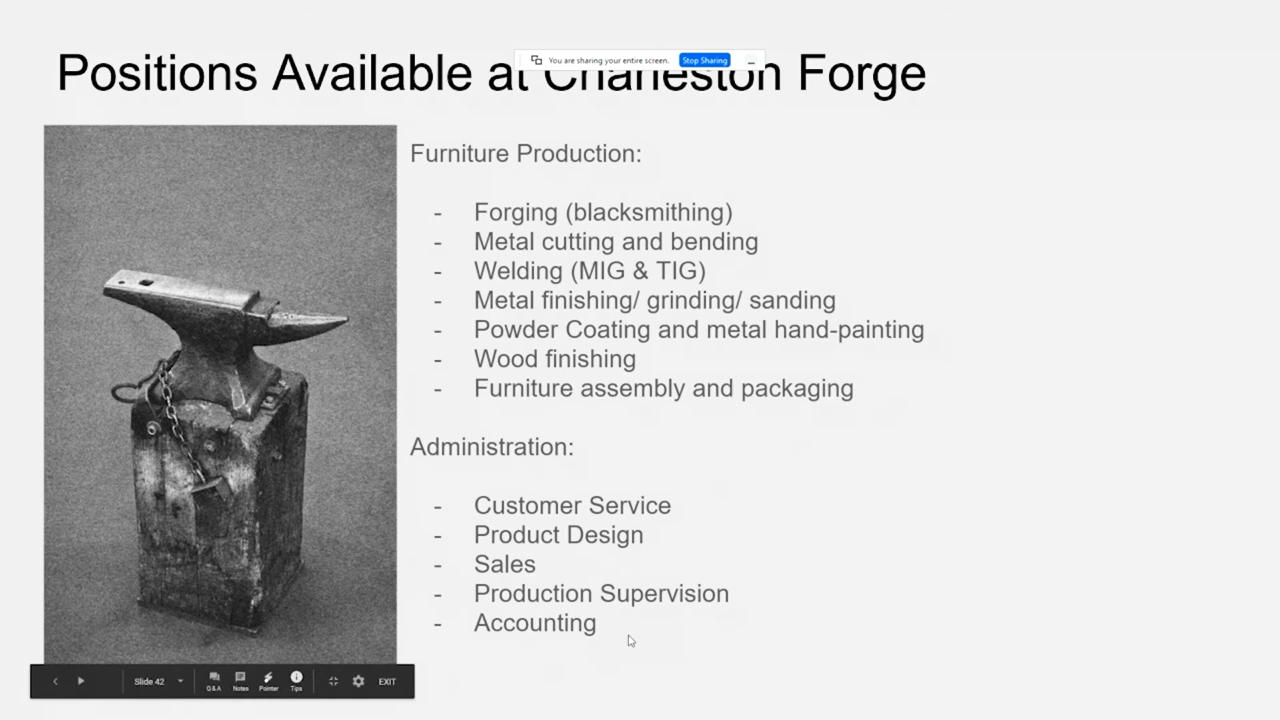 Positions Available at Charleston Forge
You are sharing your entire screen.
Stop Sharing
Furniture Production:
- Forging (blacksmithing)
- Metal cutting and bending
- Welding (MIG & TIG)
- Metal finishing/ grinding/ sanding
- Powder Coating and metal hand-painting
- Wood finishing
- Furniture assembly and packaging
Administration:
- Customer Service
- Product Design
- Sales
- Production Supervision
- Accounting
Slide 42
Q&A
Notes
Pointer
Tips
EXIT